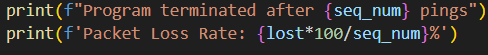 print(f"Program terminated after {seq_num} pings")
print(f'Packet Loss Rate: {lost*100/seq_num}%')